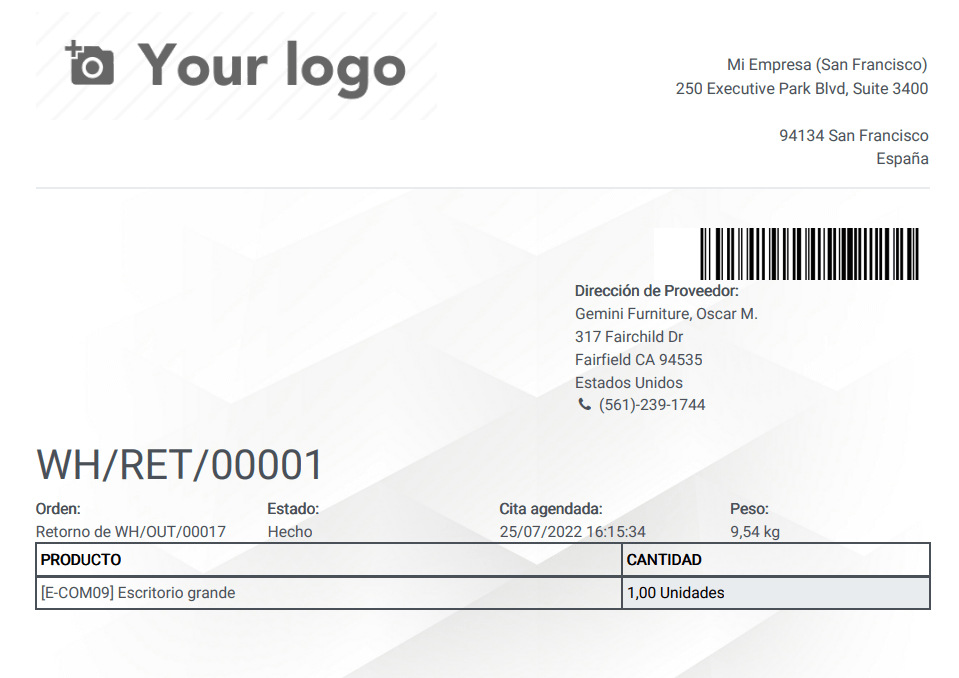 Your logo
Mi Empresa (San Francisco)
250 Executive Park Blvd, Suite 3400
94134 San Francisco
España
Dirección de Proveedor:
Gemini Furniture, Oscar M.
317 Fairchild Dr
Fairfield CA 94535
Estados Unidos
(561)-239-1744
WH/RET/00001
Orden: Estado: Cita agendada: Peso:
Retorno de WH/OUT/00017 Hecho 25/07/2022 16:15:34 9,54 kg
PRODUCTO CANTIDAD
[E-COM09] Escritorio grande 1,00 Unidades